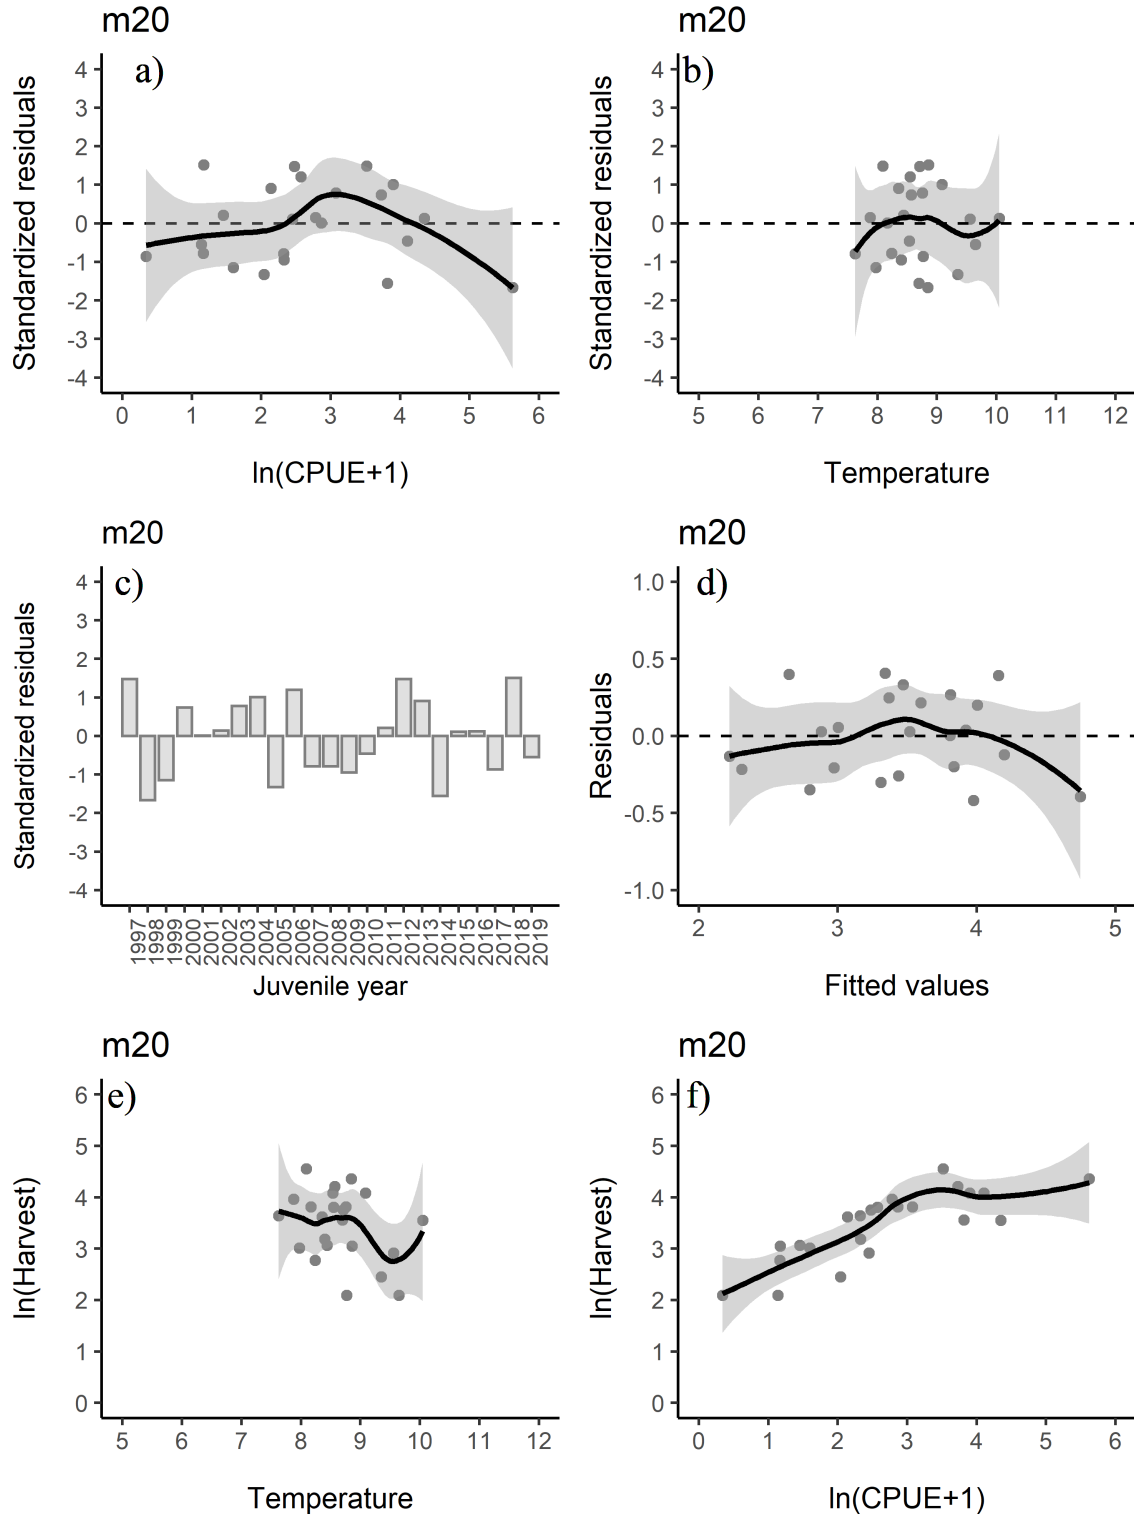 m20
a)
Standardized residuals
4
3
2
1
0
-1
-2
-3
-4
0 1 2 3 4 5 6
ln(CPUE+1)
m20
b)
Standardized residuals
4
3
2
1
0
-1
-2
-3
-4
5 6 7 8 9 10 11 12
Temperature
m20
c)
Standardized residuals
4
3
2
1
0
-1
-2
-3
-4
1997 1998 1999 2000 2001 2002 2003 2004 2005 2006 2007 2008 2009 2010 2011 2012 2013 2014 2015 2016 2017 2018 2019
Juvenile year
m20
d)
Residuals
1.0
0.5
0.0
-0.5
-1.0
2 3 4 5
Fitted values
m20
e)
ln(Harvest)
6
5
4
3
2
1
0
5 6 7 8 9 10 11 12
Temperature
m20
f)
ln(Harvest)
6
5
4
3
2
1
0
0 1 2 3 4 5 6
ln(CPUE+1)